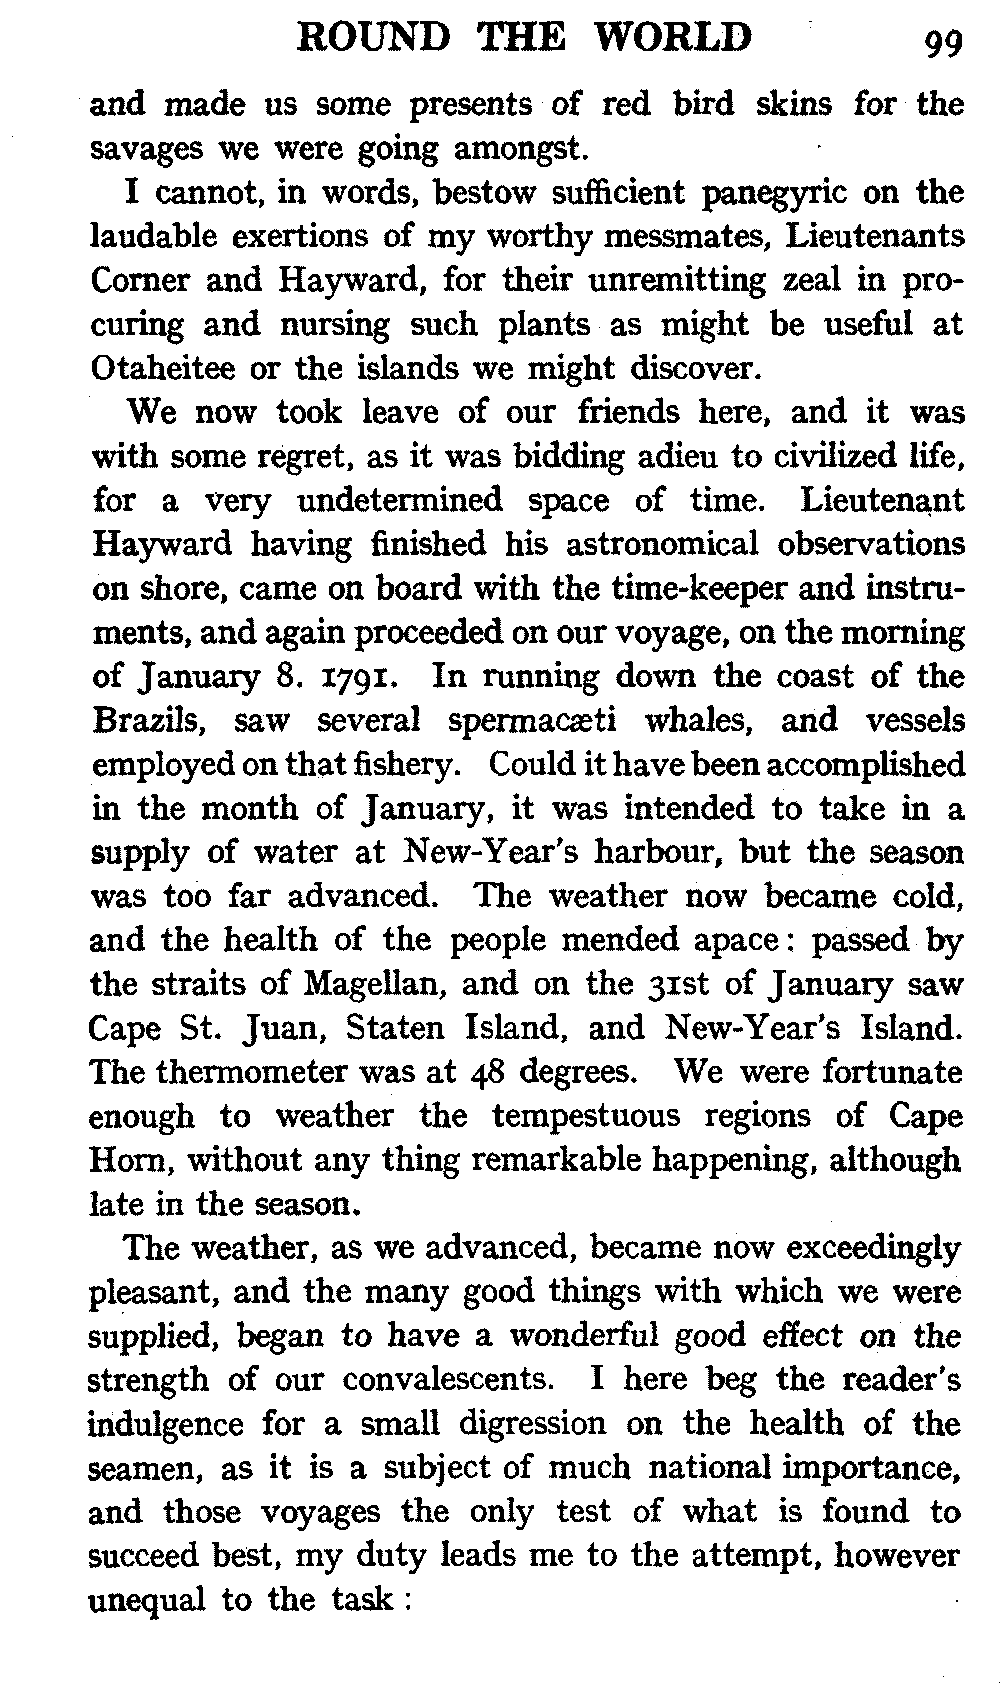 ROUND THE WORLD 99
and made us some presents of red bird skins for the
savages we were going amongst.
I cannot, in words, bestow sufficient panegyric on the
laudable exertions of my worthy messmates, Lieutenants
Corner and Hayward, for their unremitting zeal in pro-
curing and nursing such plants as might be useful at
Otaheitee or the islands we might discover.
We now took leave of our friends here, and it was
with some regret, as it was bidding adieu to civilized life,
for a very undetermined space of time. Lieutenant
Hayward having finished his astronomical observations
on shore, came on board with the time-keeper and instru-
ments, and again proceeded on our voyage, on the morning
of January 8. 1791. In running down the coast of the
Brazils, saw several spermacæti whales, and vessels
employed on that fishery. Could it have been accomplished
in the month of January, it was intended to take in a
supply of water at New-Year's harbour, but the season
was too far advanced. The weather now became cold,
and the health of the people mended apace: passed by
the straits of Magellan, and on the 31st of January saw
Cape St. Juan, Staten Island, and New-Year's Island.
The thermometer was at 48 degrees. We were fortunate
enough to weather the tempestuous regions of Cape
Horn, without any thing remarkable happening, although
late in the season.
The weather, as we advanced, became now exceedingly
pleasant, and the many good things with which we were
supplied, began to have a wonderful good effect on the
strength of our convalescents. I here beg the reader's
indulgence for a small digression on the health of the
seamen, as it is a subject of much national importance,
and those voyages the only test of what is found to
succeed best, my duty leads me to the attempt, however
unequal to the task: